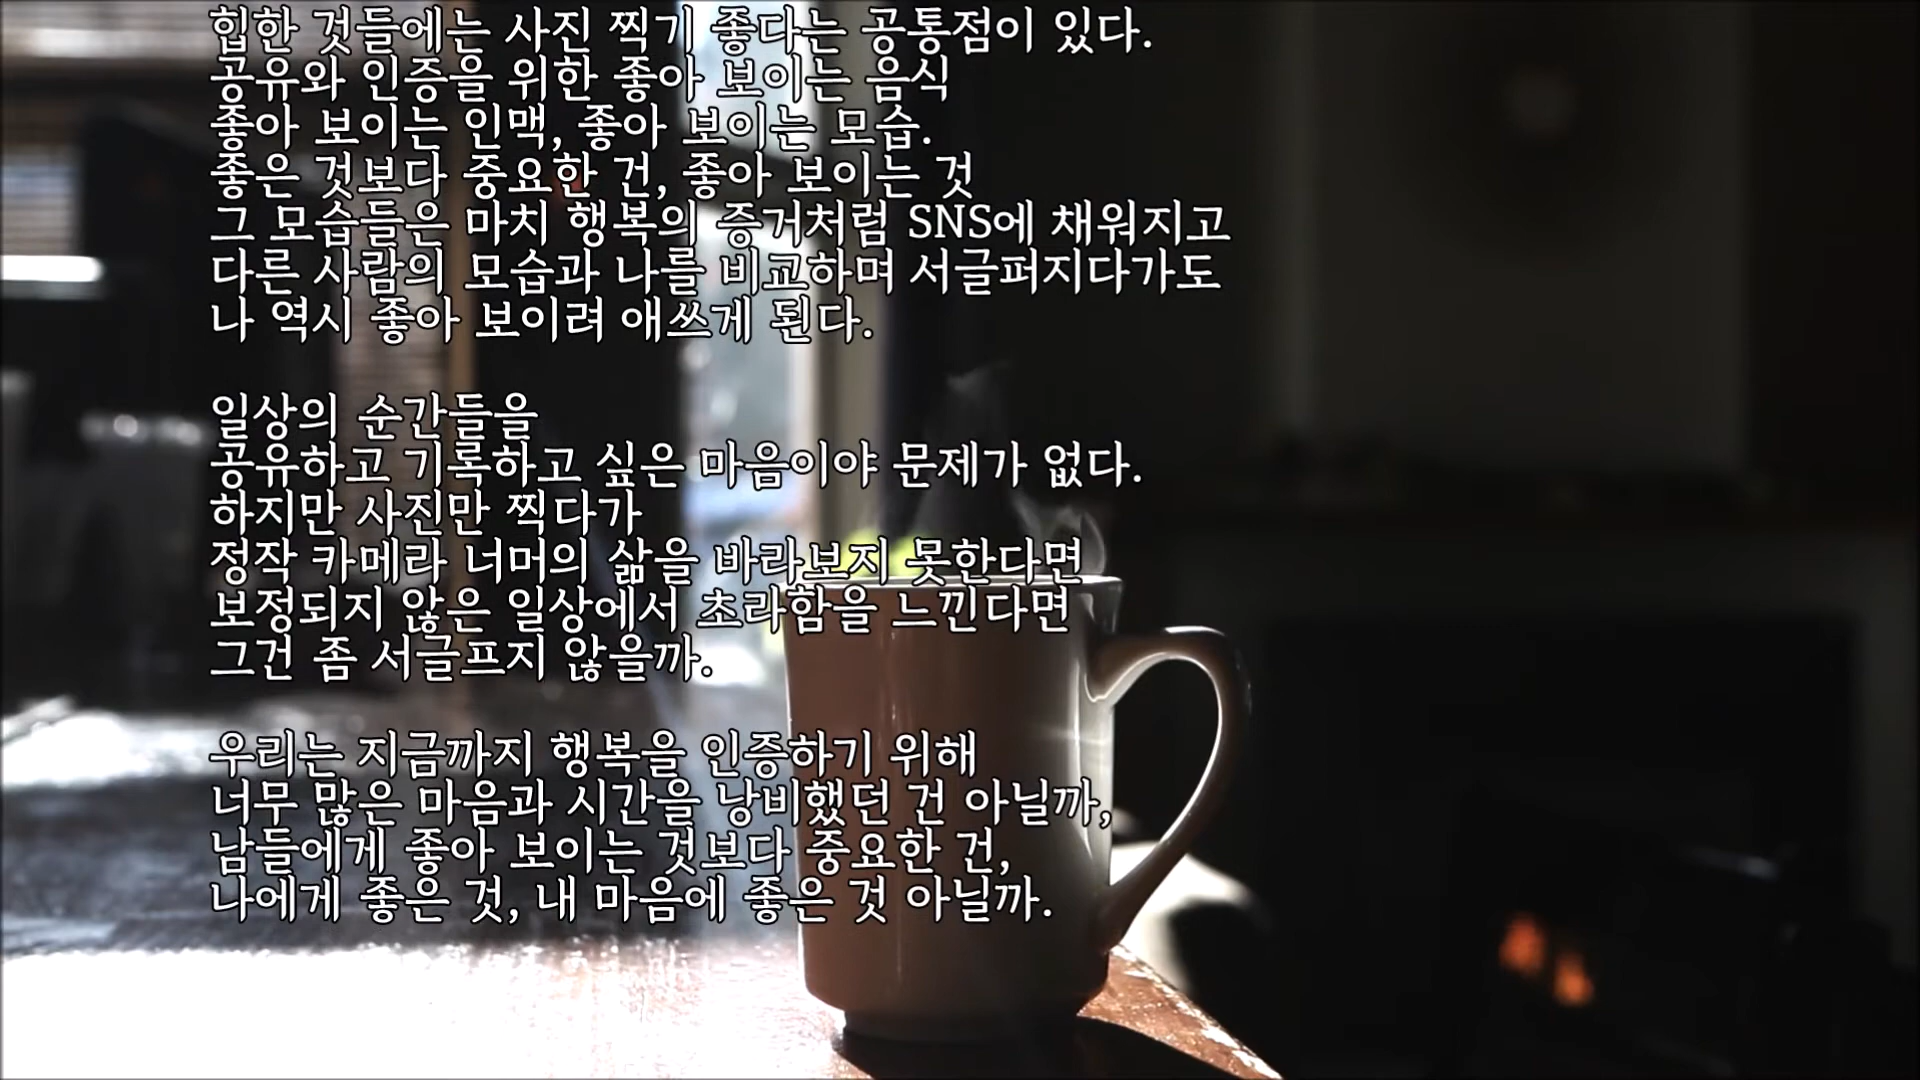 힙한 것들에는 사진 찍기 좋다는 공통점이 있다.
공유와 인증을 위한 좋아 보이는 음식
좋아 보이는 인맥, 좋아 보이는 모습.
좋은 것보다 중요한 건, 좋아 보이는 것
그 모습들은 마치 행복의 증거처럼 SNS에 채워지고
다른 사람의 모습과 나를 비교하며 서글퍼지다가도
나 역시 좋아 보이려 애쓰게 된다.
일상의 순간들을
공유하고 기록하고 싶은 마음이야 문제가 없다.
하지만 사진만 찍다가
정작 카메라 너머의 삶을 바라보지 못한다면
보정되지 않은 일상에서 초라함을 느낀다면
그건 좀 서글프지 않을까.
우리는 지금까지 행복을 인증하기 위해
너무 많은 마음과 시간을 낭비했던 건 아닐까,
남들에게 좋아 보이는 것보다 중요한 건,
나에게 좋은 것, 내 마음에 좋은 것 아닐까.